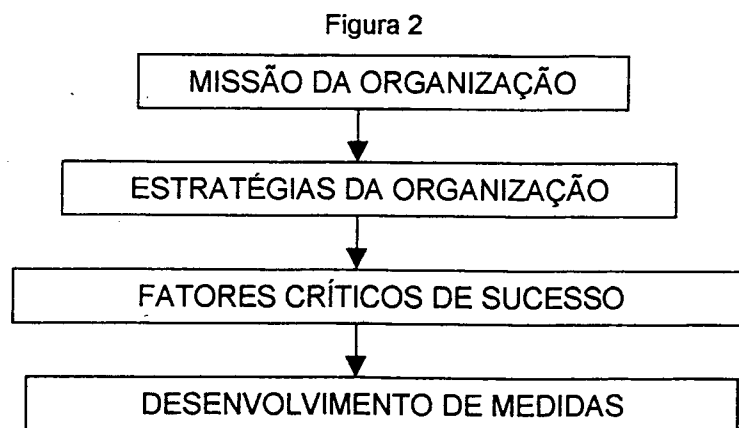 Figura 2
MISSÃO DA ORGANIZAÇÃO
ESTRATÉGIAS DA ORGANIZAÇÃO
FATORES CRÍTICOS DE SUCESSO
DESENVOLVIMENTO DE MEDIDAS